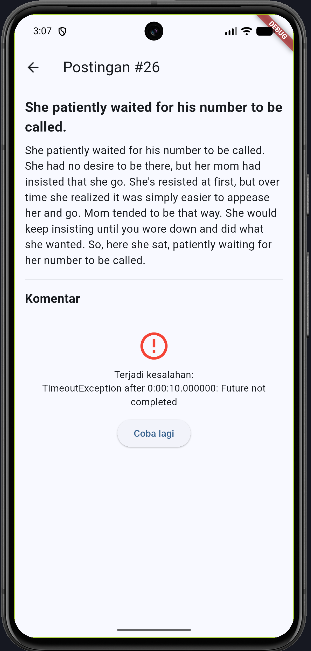 3:07
DEBUG
Postingan #26
She patiently waited for his number to be
called.
She patiently waited for his number to be called.
She had no desire to be there, but her mom had
insisted that she go. She's resisted at first, but over
time she realized it was simply easier to appease
her and go. Mom tended to be that way. She would
keep insisting until you wore down and did what
she wanted. So, here she sat, patiently waiting for
her number to be called.
Komentar
Terjadi kesalahan:
TimeoutException after 0:00:10.000000: Future not
completed
Coba lagi